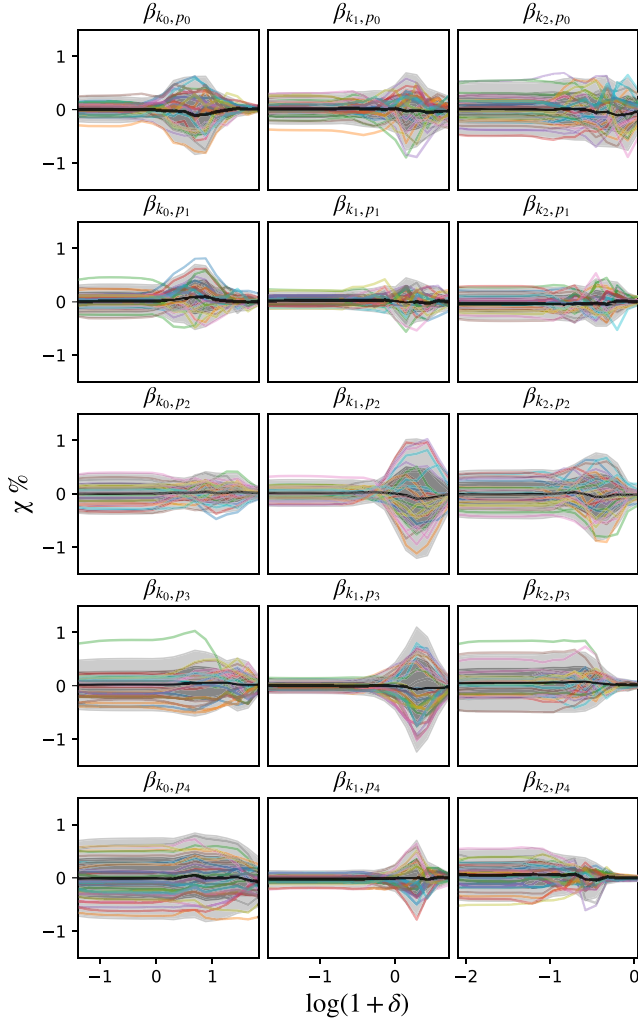 β_{k_0, p_0} β_{k_1, p_0} β_{k_2, p_0}
1
0
−1
β_{k_0, p_1} β_{k_1, p_1} β_{k_2, p_1}
1
0
−1
β_{k_0, p_2} β_{k_1, p_2} β_{k_2, p_2}
1
0
−1
χ %
β_{k_0, p_3} β_{k_1, p_3} β_{k_2, p_3}
1
0
−1
β_{k_0, p_4} β_{k_1, p_4} β_{k_2, p_4}
1
0
−1
−1 0 1 −1 0 −2 −1 0
log(1 + δ)